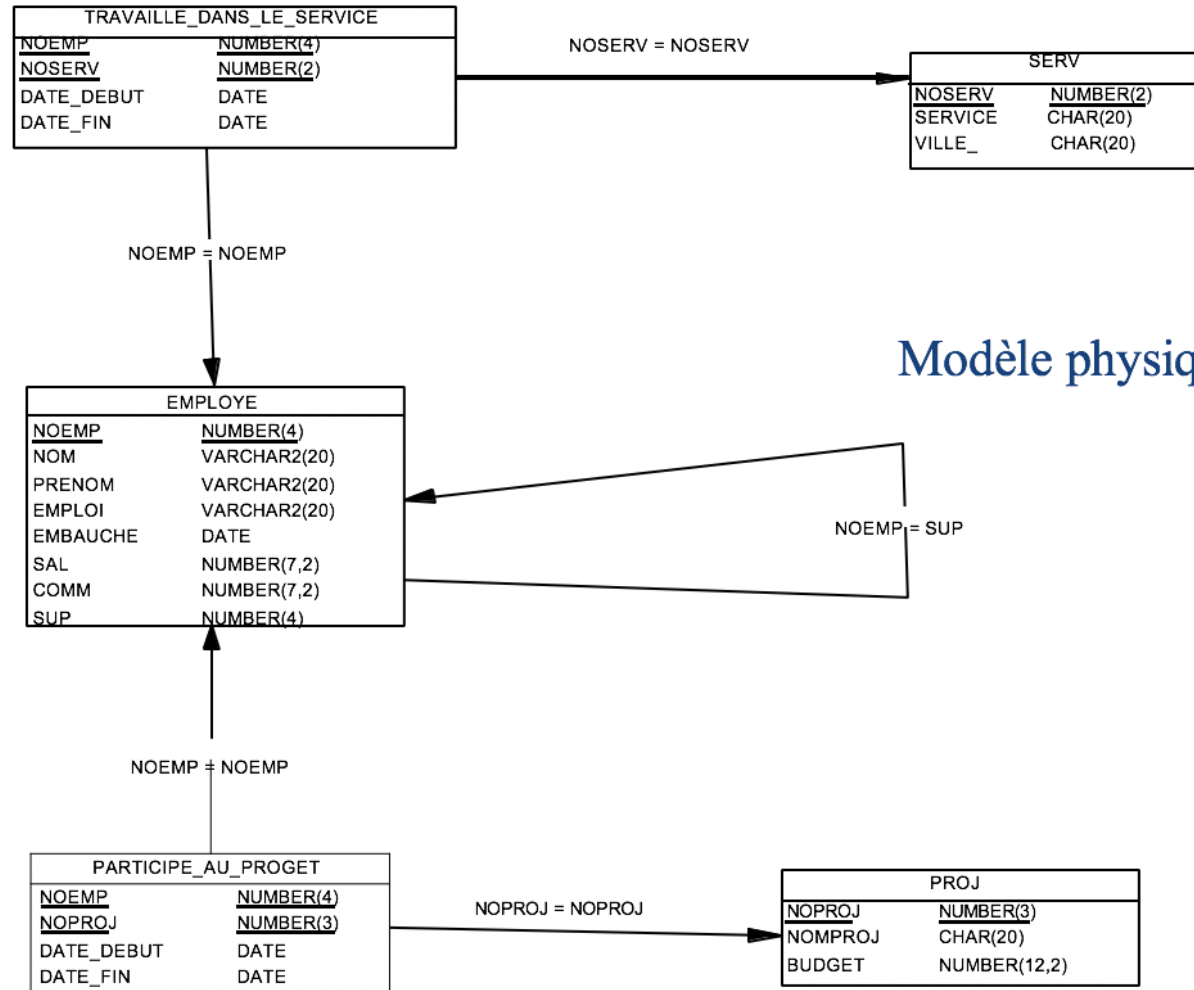 TRAVAILLE_DANS_LE_SERVICE
NOEMP NUMBER(4)
NOSERV NUMBER(2)
DATE_DEBUT DATE
DATE_FIN DATE
NOSERV = NOSERV
SERV
NOSERV NUMBER(2)
SERVICE CHAR(20)
VILLE_ CHAR(20)
NOEMP = NOEMP
Modèle physiq
EMPLOYE
NOEMP NUMBER(4)
NOM VARCHAR2(20)
PRENOM VARCHAR2(20)
EMPLOI VARCHAR2(20)
EMBAUCHE DATE
SAL NUMBER(7,2)
COMM NUMBER(7,2)
SUP NUMBER(4)
NOEMP = SUP
NOEMP = NOEMP
PARTICIPE_AU_PROGET
NOEMP NUMBER(4)
NOPROJ NUMBER(3)
DATE_DEBUT DATE
DATE_FIN DATE
NOPROJ = NOPROJ
PROJ
NOPROJ NUMBER(3)
NOMPROJ CHAR(20)
BUDGET NUMBER(12,2)